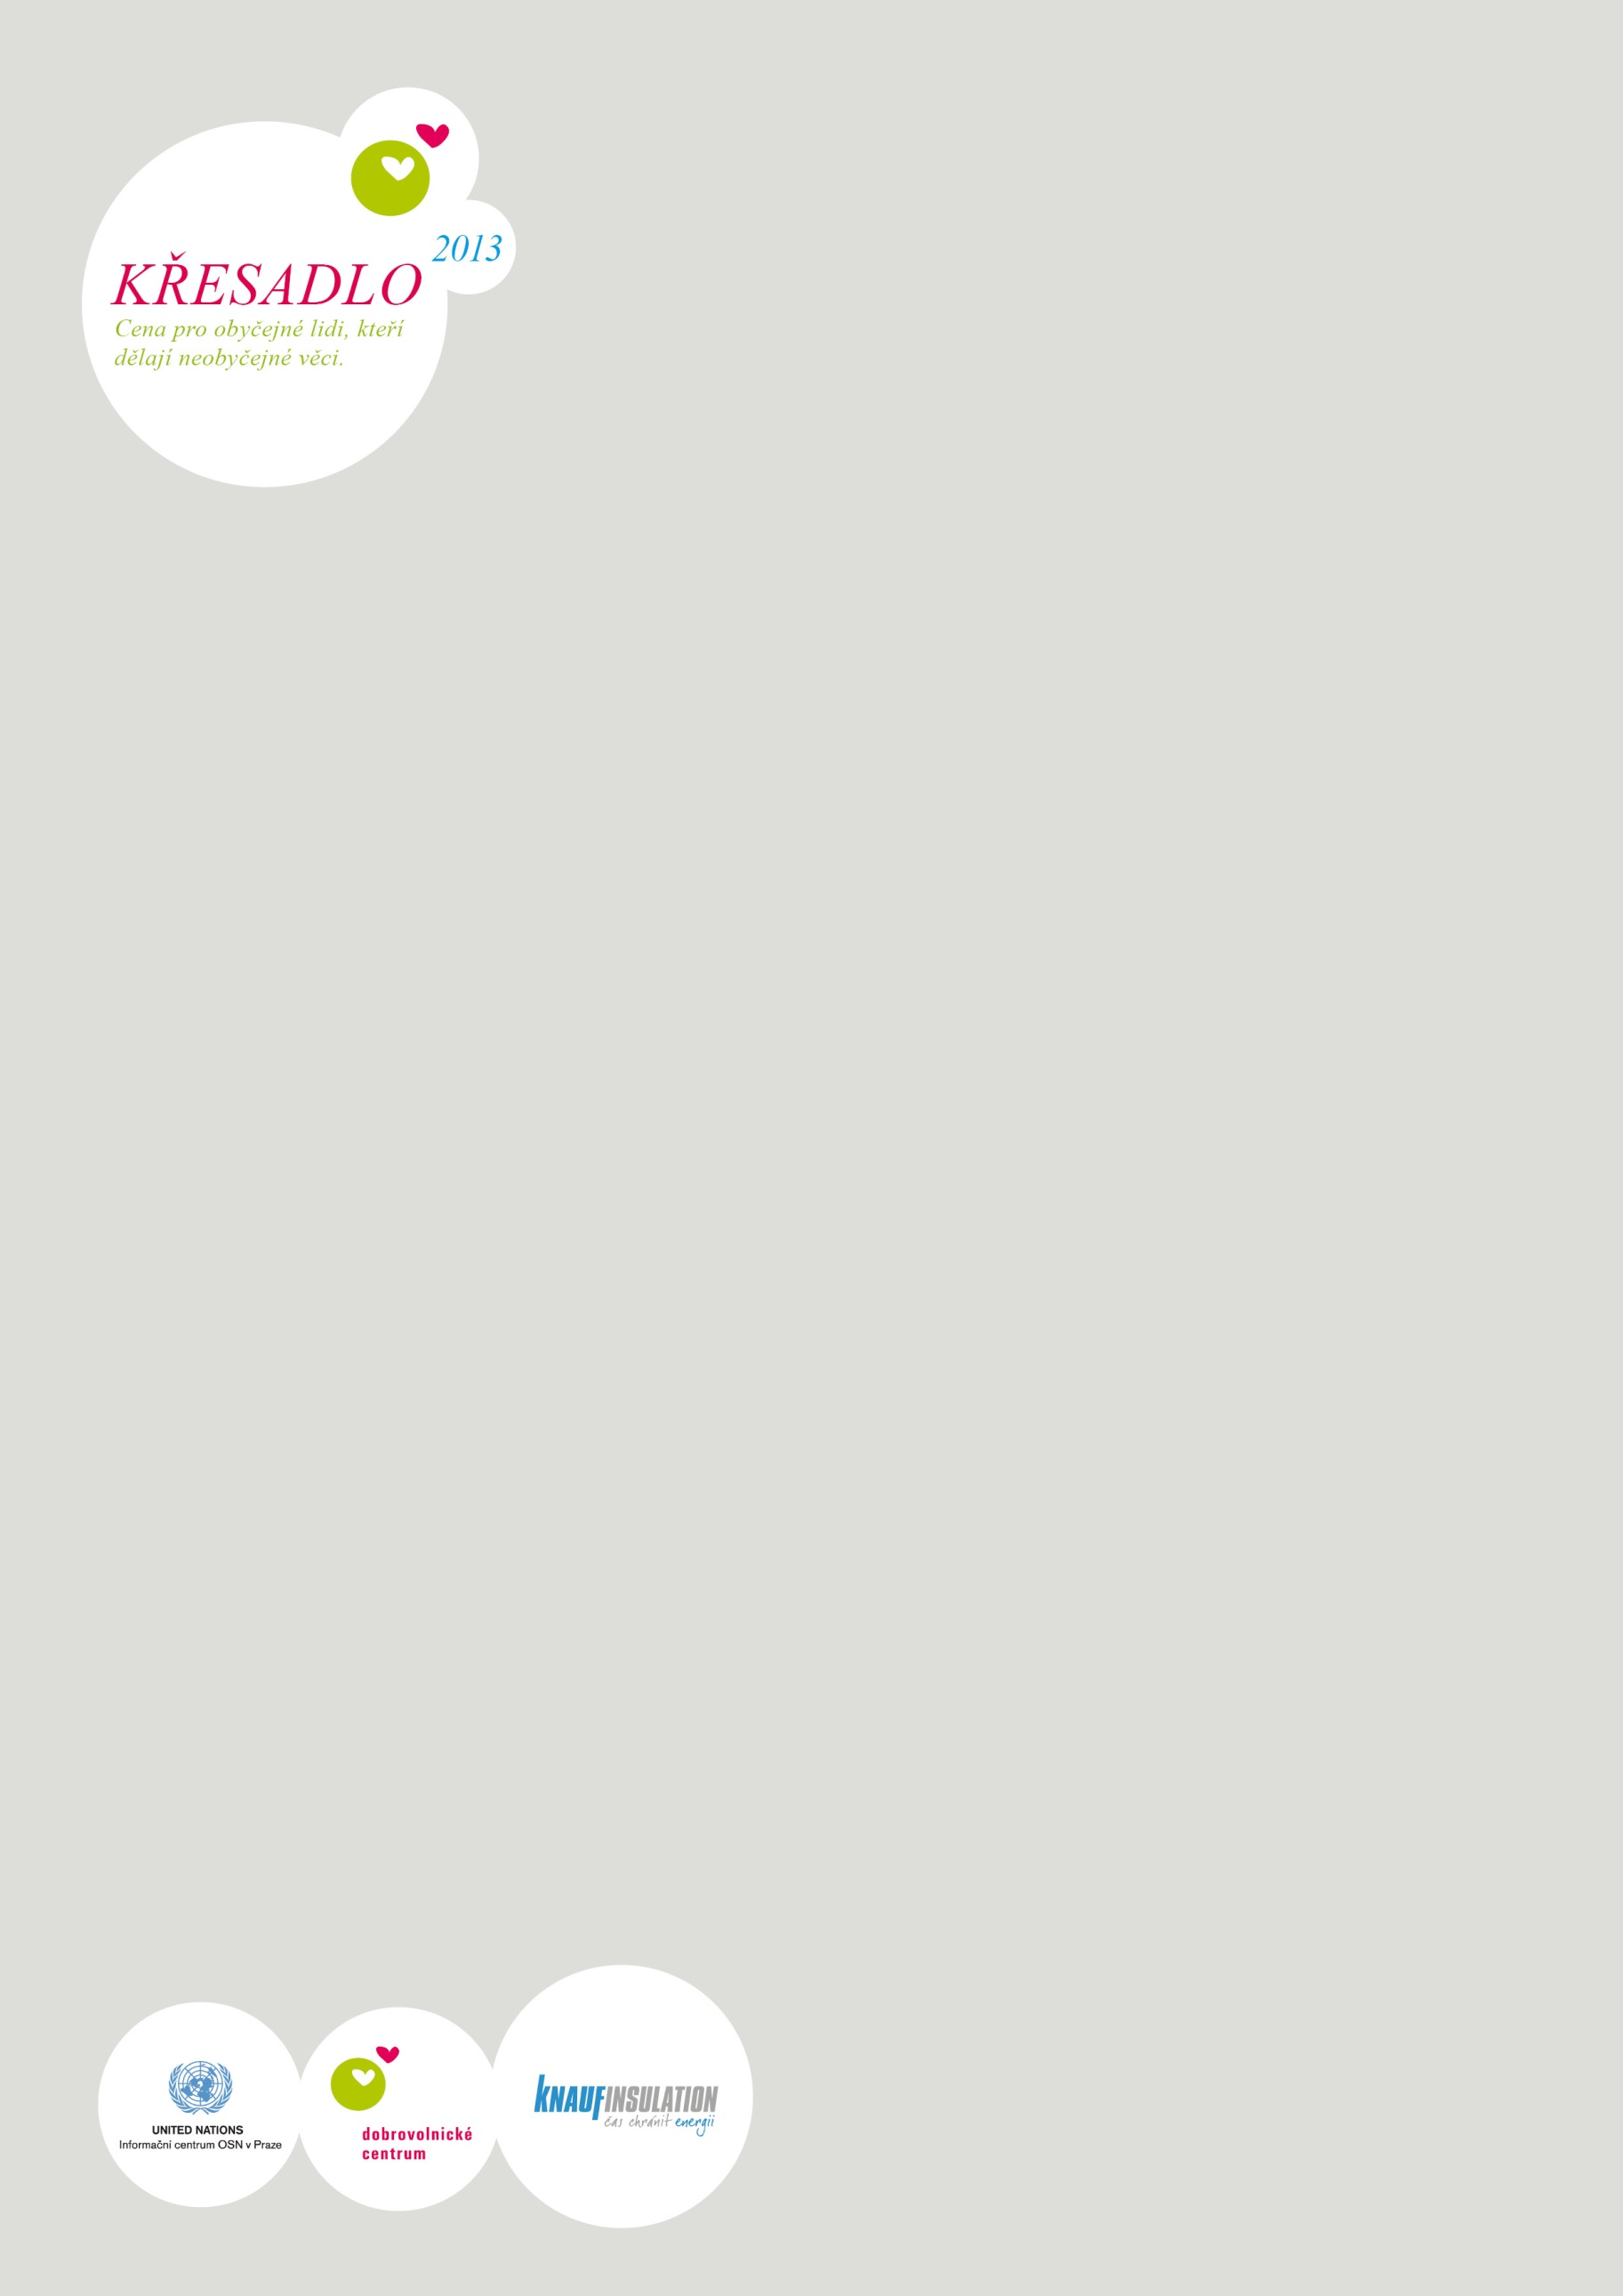 2013
KŘESADLO
Cena pro obyčejné lidi, kteří
dělají neobyčejné věci.
UNITED NATIONS
Informační centrum OSN v Praze
dobrovolnické
centrum
KNAUFINSULATION
čas chránit energii